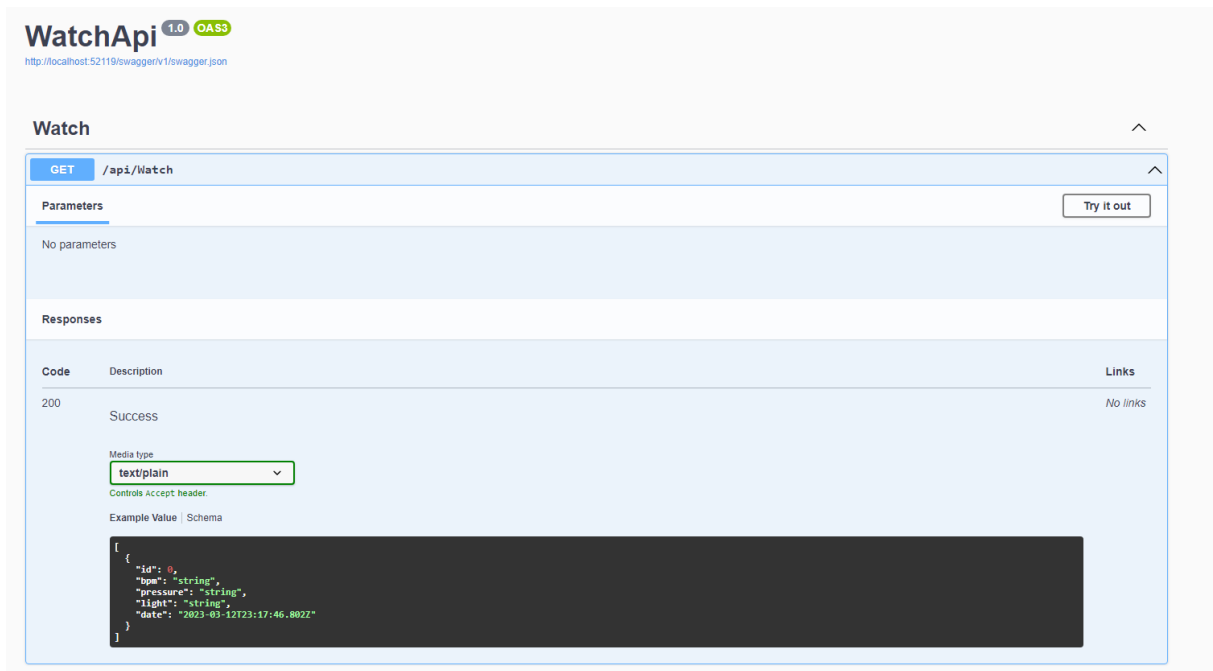 WatchApi 1.0 OAS3
http://localhost:52119/swagger/v1/swagger.json
Watch
GET /api/Watch
Parameters Try it out
No parameters
Responses
Code Description Links
200 Success No links
Media type
text/plain
Controls Accept header.
Example Value | Schema
[
  {
    "id": 0,
    "bpm": "string",
    "pressure": "string",
    "light": "string",
    "date": "2023-03-12T23:17:46.802Z"
  }
]